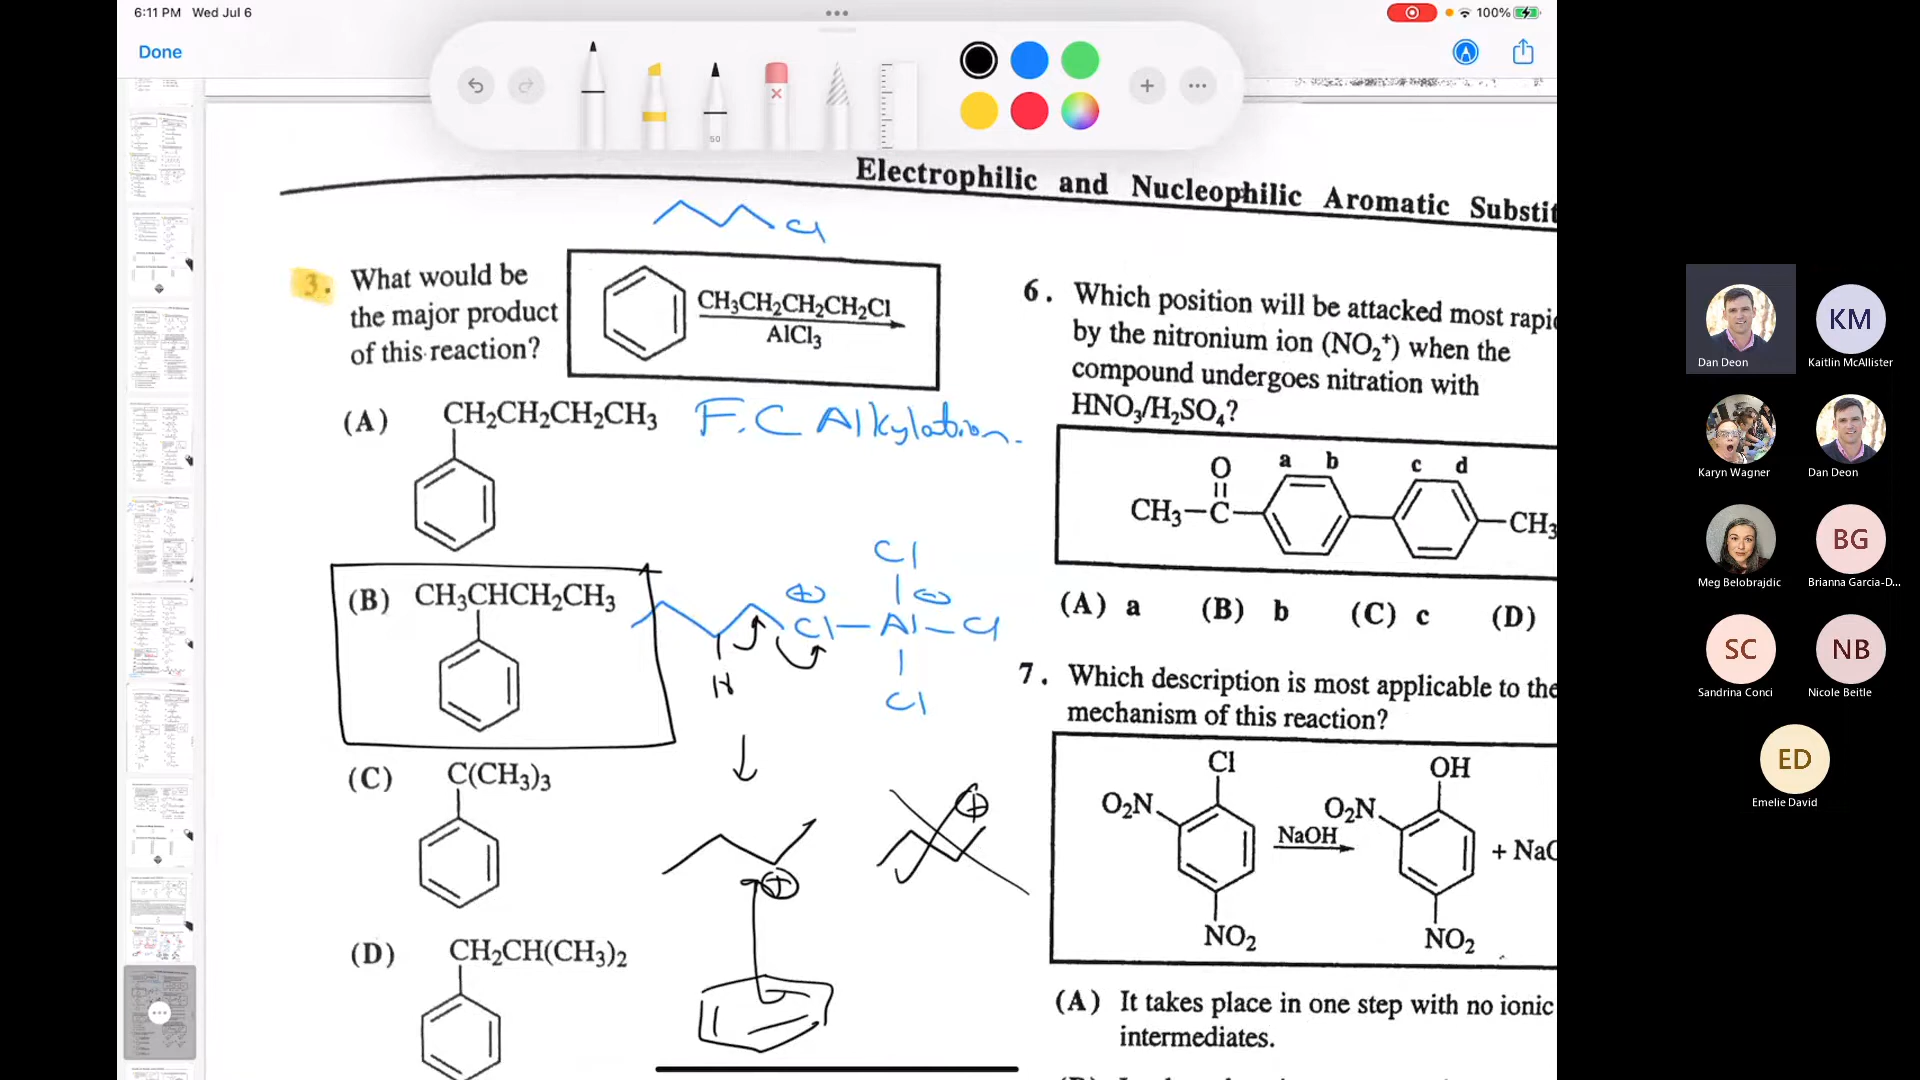 6:11 PM Wed Jul 6
100%
Done
50
Electrophilic and Nucleophilic Aromatic Substit
Cl
3. What would be
the major product
of this reaction?
CH₃CH₂CH₂CH₂Cl
AlCl₃
(A) CH₂CH₂CH₂CH₃
F.C Alkylation.
(B) CH₃CHCH₂CH₃
Cl
⊕ ⊖
Cl—Al—Cl
Cl
H
(C) C(CH₃)₃
⊕
⊕
(D) CH₂CH(CH₃)₂
6. Which position will be attacked most rapid
by the nitronium ion (NO₂⁺) when the
compound undergoes nitration with
HNO₃/H₂SO₄?
O a b c d
CH₃—C —CH₃
(A) a (B) b (C) c (D)
7. Which description is most applicable to the
mechanism of this reaction?
Cl OH
O₂N O₂N
NaOH
+ NaC
NO₂ NO₂
(A) It takes place in one step with no ionic
intermediates.
Dan Deon
KM
Kaitlin McAllister
Karyn Wagner
Dan Deon
Meg Belobrajdic
BG
Brianna Garcia-D...
SC
Sandrina Conci
NB
Nicole Beitle
ED
Emelie David